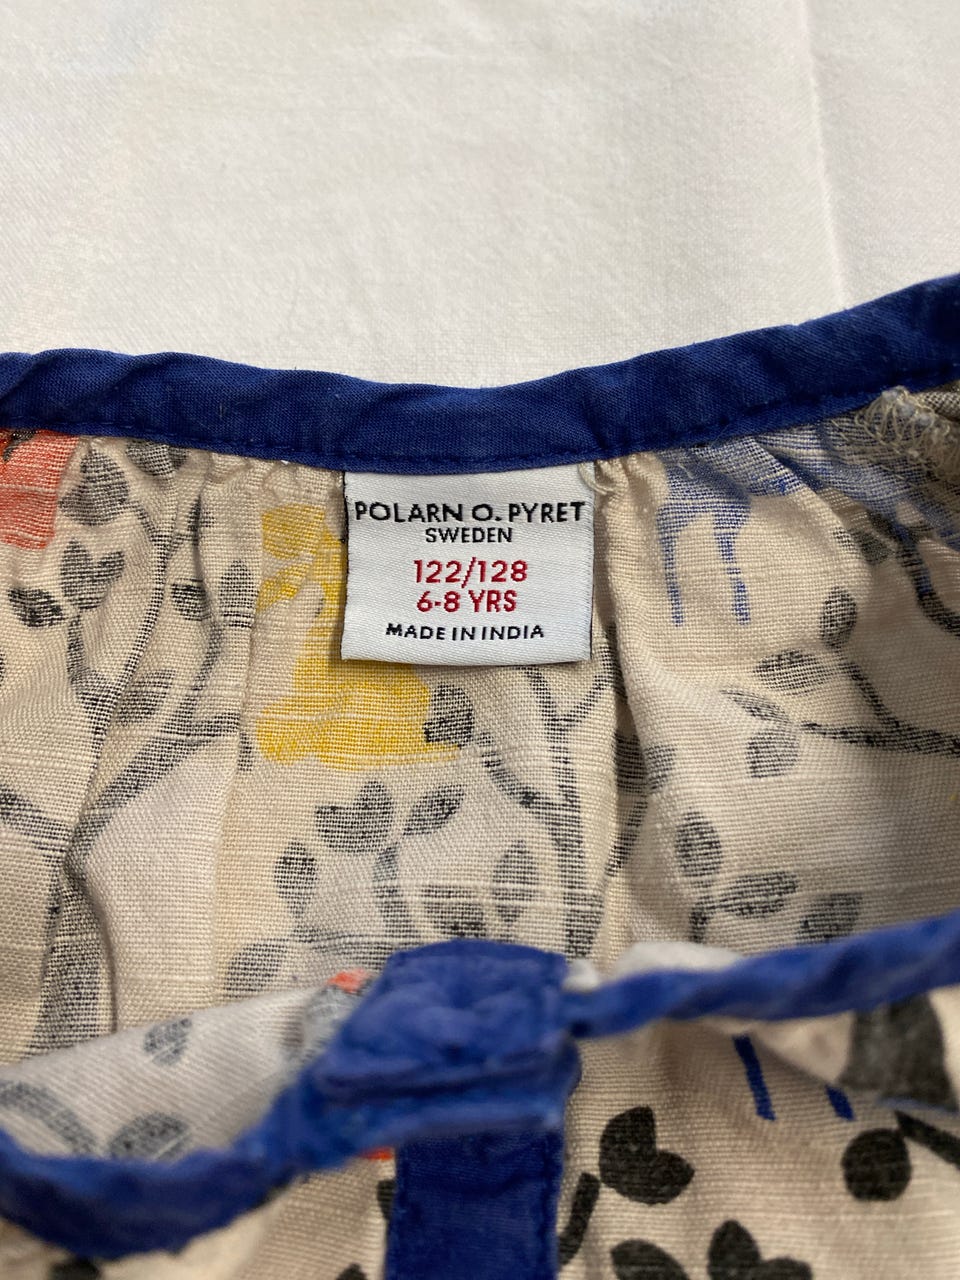 POLARN O. PYRET
SWEDEN
122/128
6-8 YRS
MADE IN INDIA